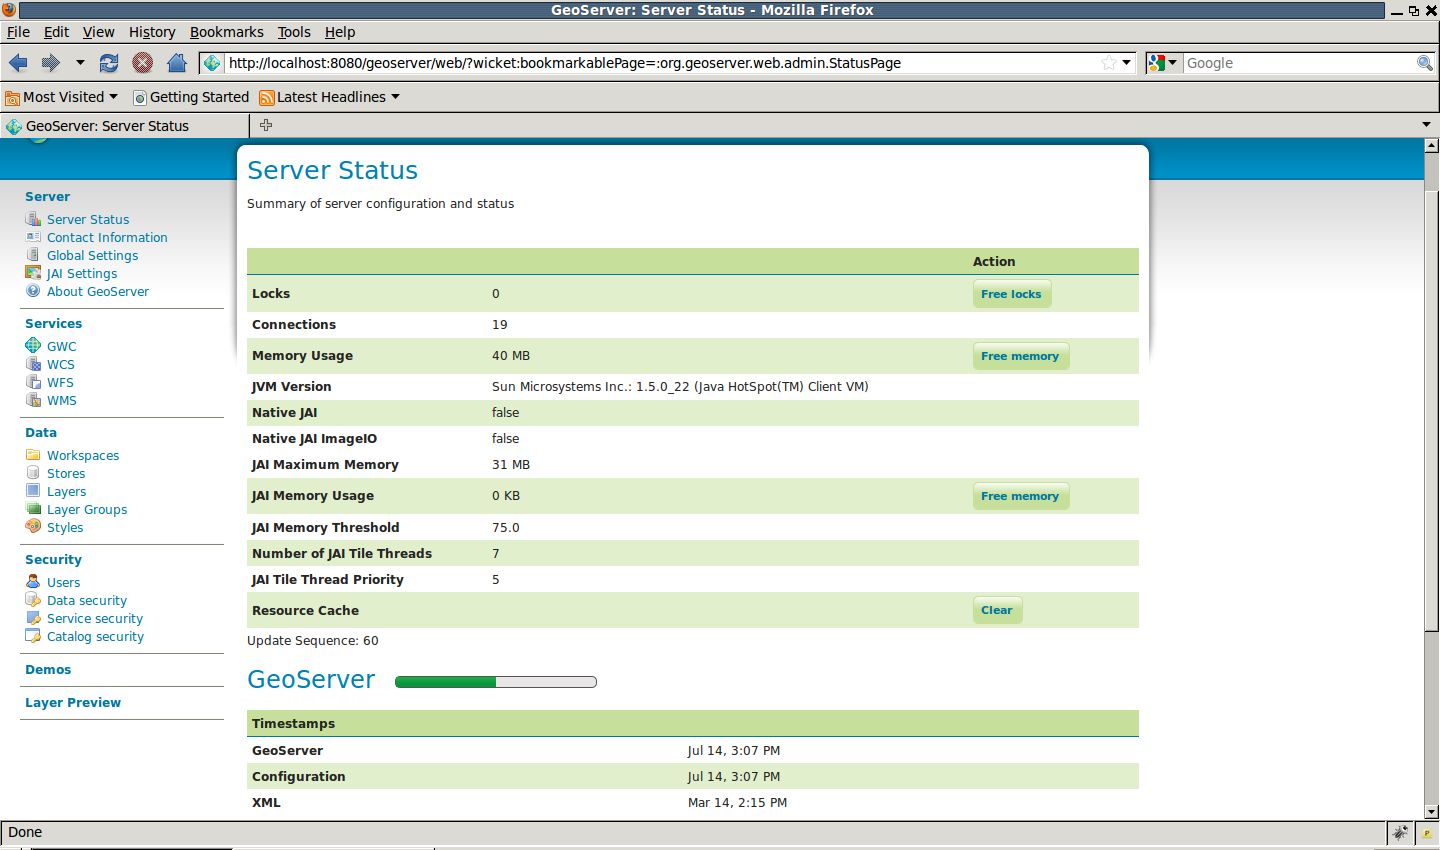 GeoServer: Server Status - Mozilla Firefox
File Edit View History Bookmarks Tools Help
http://localhost:8080/geoserver/web/?wicket:bookmarkablePage=:org.geoserver.web.admin.StatusPage
Google
Most Visited Getting Started Latest Headlines
GeoServer: Server Status
Server
Server Status
Contact Information
Global Settings
JAI Settings
About GeoServer
Services
GWC
WCS
WFS
WMS
Data
Workspaces
Stores
Layers
Layer Groups
Styles
Security
Users
Data security
Service security
Catalog security
Demos
Layer Preview
Server Status
Summary of server configuration and status
Action
Locks 0 Free locks
Connections 19
Memory Usage 40 MB Free memory
JVM Version Sun Microsystems Inc.: 1.5.0_22 (Java HotSpot(TM) Client VM)
Native JAI false
Native JAI ImageIO false
JAI Maximum Memory 31 MB
JAI Memory Usage 0 KB Free memory
JAI Memory Threshold 75.0
Number of JAI Tile Threads 7
JAI Tile Thread Priority 5
Resource Cache Clear
Update Sequence: 60
GeoServer
Timestamps
GeoServer Jul 14, 3:07 PM
Configuration Jul 14, 3:07 PM
XML Mar 14, 2:15 PM
Done